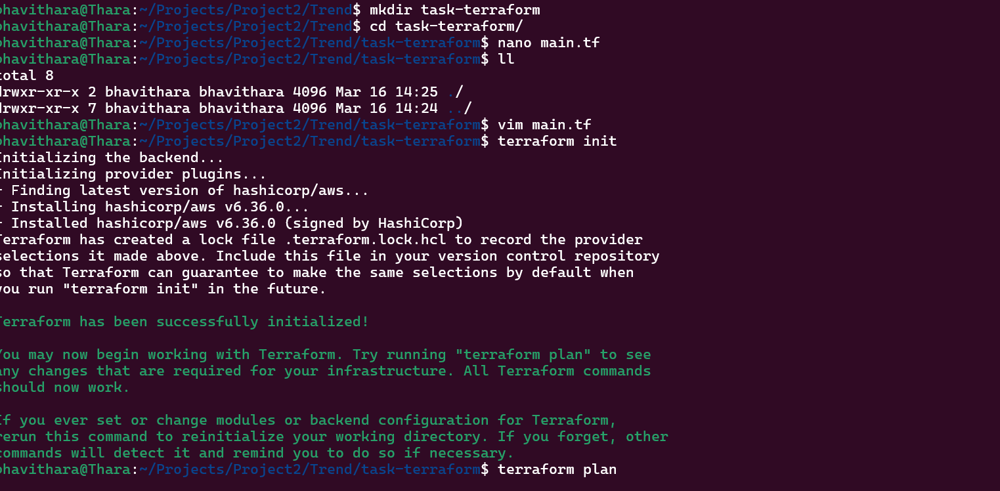 bhavithara@Thara:~/Projects/Project2/Trend$ mkdir task-terraform
bhavithara@Thara:~/Projects/Project2/Trend$ cd task-terraform/
bhavithara@Thara:~/Projects/Project2/Trend/task-terraform$ nano main.tf
bhavithara@Thara:~/Projects/Project2/Trend/task-terraform$ ll
total 8
drwxr-xr-x 2 bhavithara bhavithara 4096 Mar 16 14:25 ./
drwxr-xr-x 7 bhavithara bhavithara 4096 Mar 16 14:24 ../
bhavithara@Thara:~/Projects/Project2/Trend/task-terraform$ vim main.tf
bhavithara@Thara:~/Projects/Project2/Trend/task-terraform$ terraform init
Initializing the backend...
Initializing provider plugins...
- Finding latest version of hashicorp/aws...
- Installing hashicorp/aws v6.36.0...
- Installed hashicorp/aws v6.36.0 (signed by HashiCorp)
Terraform has created a lock file .terraform.lock.hcl to record the provider
selections it made above. Include this file in your version control repository
so that Terraform can guarantee to make the same selections by default when
you run "terraform init" in the future.
Terraform has been successfully initialized!
You may now begin working with Terraform. Try running "terraform plan" to see
any changes that are required for your infrastructure. All Terraform commands
should now work.
If you ever set or change modules or backend configuration for Terraform,
rerun this command to reinitialize your working directory. If you forget, other
commands will detect it and remind you to do so if necessary.
bhavithara@Thara:~/Projects/Project2/Trend/task-terraform$ terraform plan